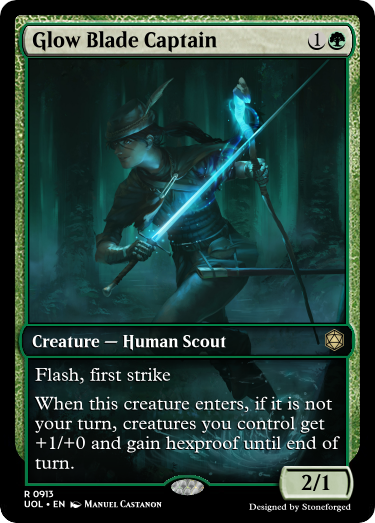 Glow Blade Captain 1
Creature — Human Scout
Flash, first strike
When this creature enters, if it is not
your turn, creatures you control get
+1/+0 and gain hexproof until end of
turn.
2/1
R 0913
UOL • EN Manuel Castanon
Designed by Stoneforged